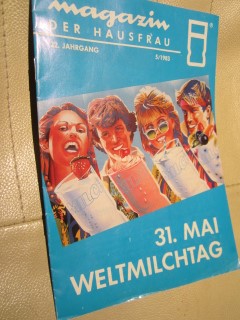 magazin
DER HAUSFRAU
JAHRGANG
5/1985
31. MAI
WELTMILCHTAG